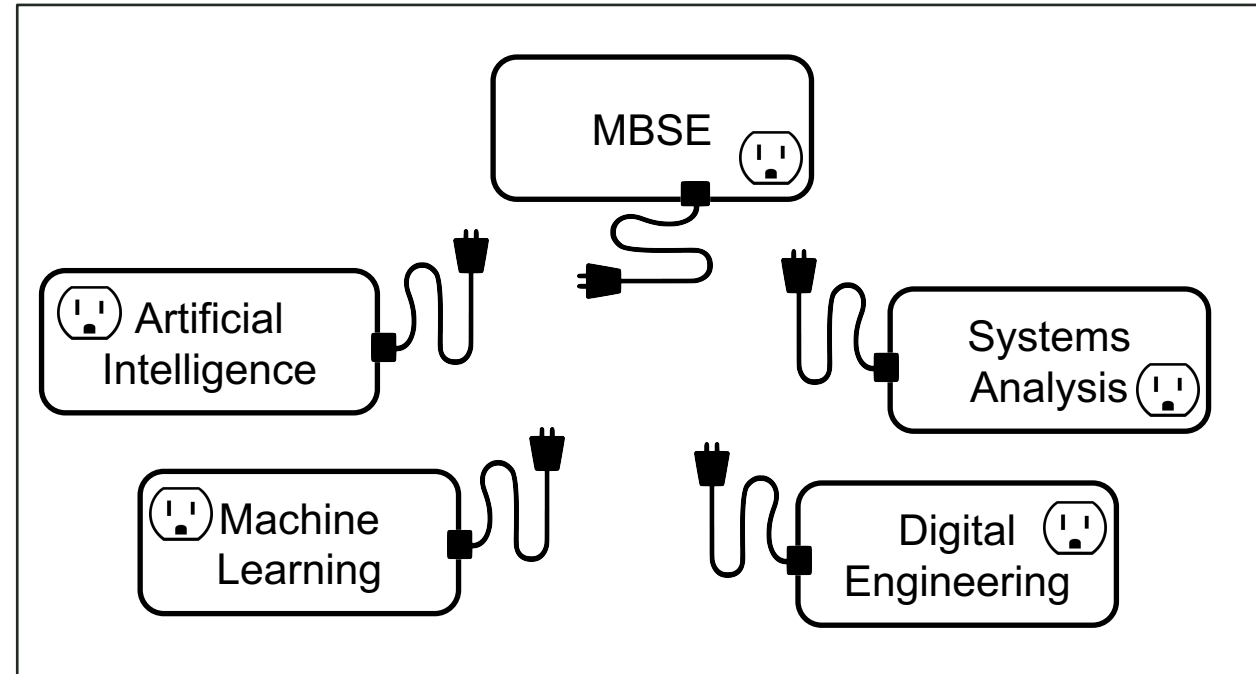 MBSE
Artificial
Intelligence
Systems
Analysis
Machine
Learning
Digital
Engineering